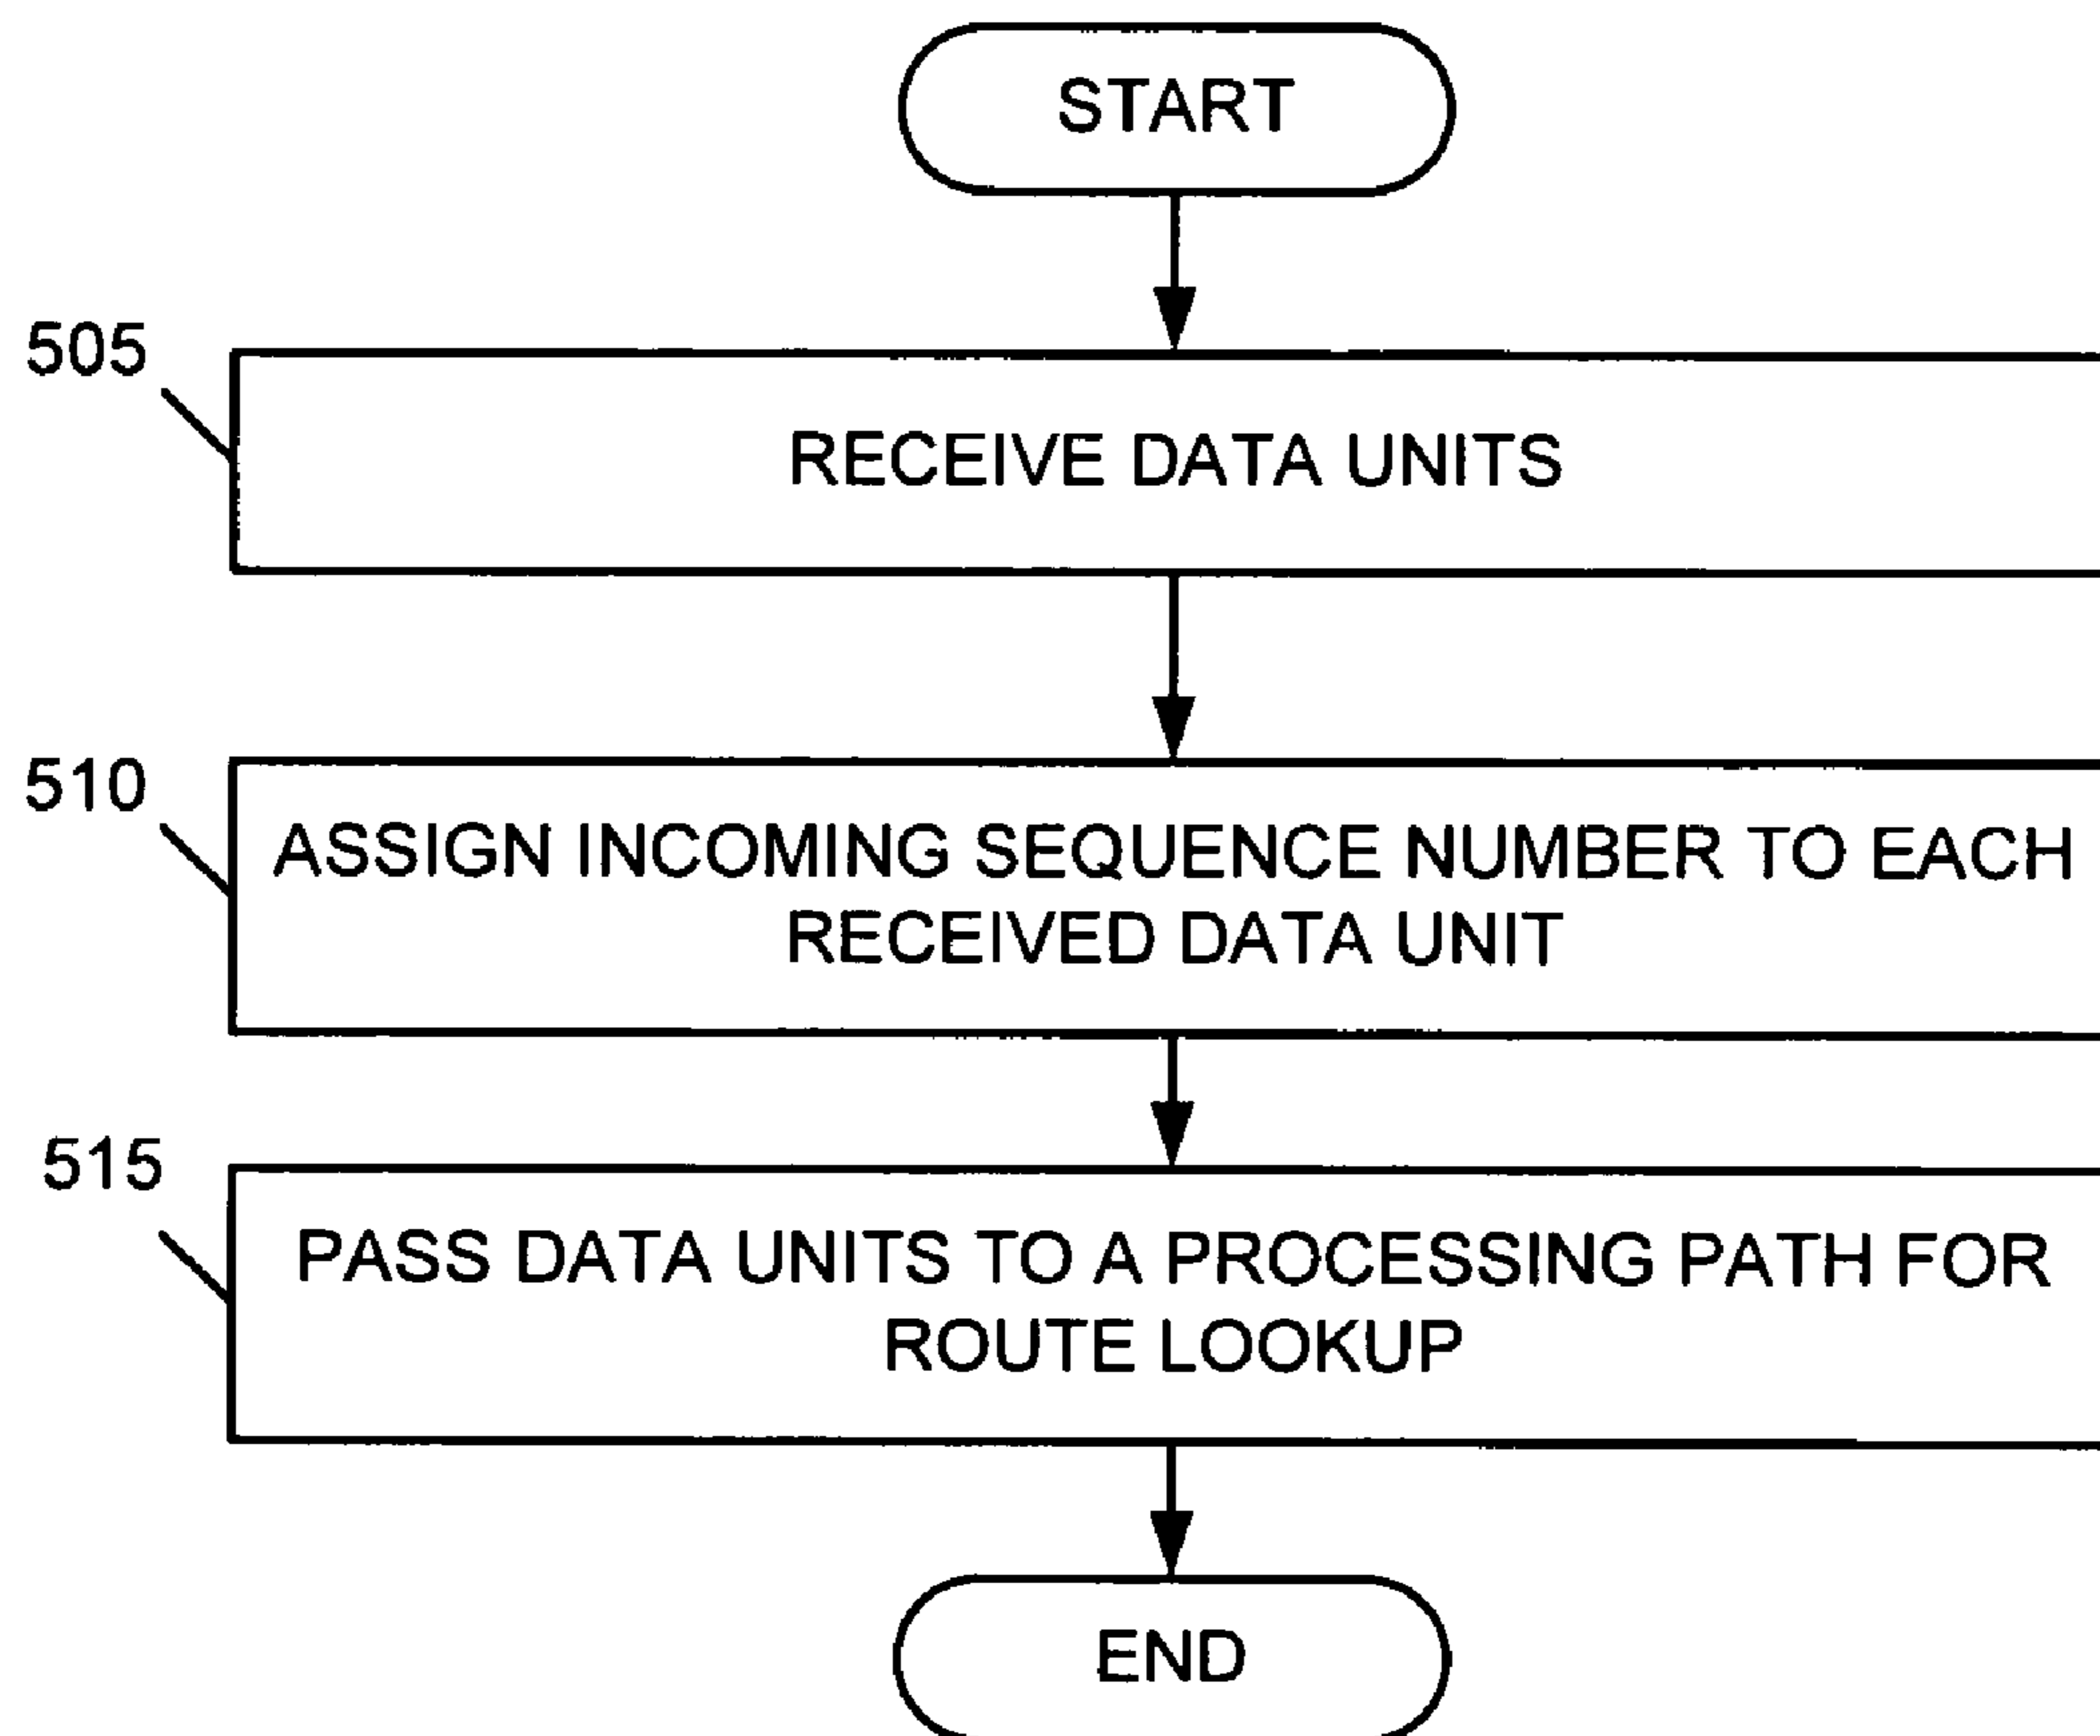 START
505
RECEIVE DATA UNITS
510
ASSIGN INCOMING SEQUENCE NUMBER TO EACH
RECEIVED DATA UNIT
515
PASS DATA UNITS TO A PROCESSING PATH FOR
ROUTE LOOKUP
END